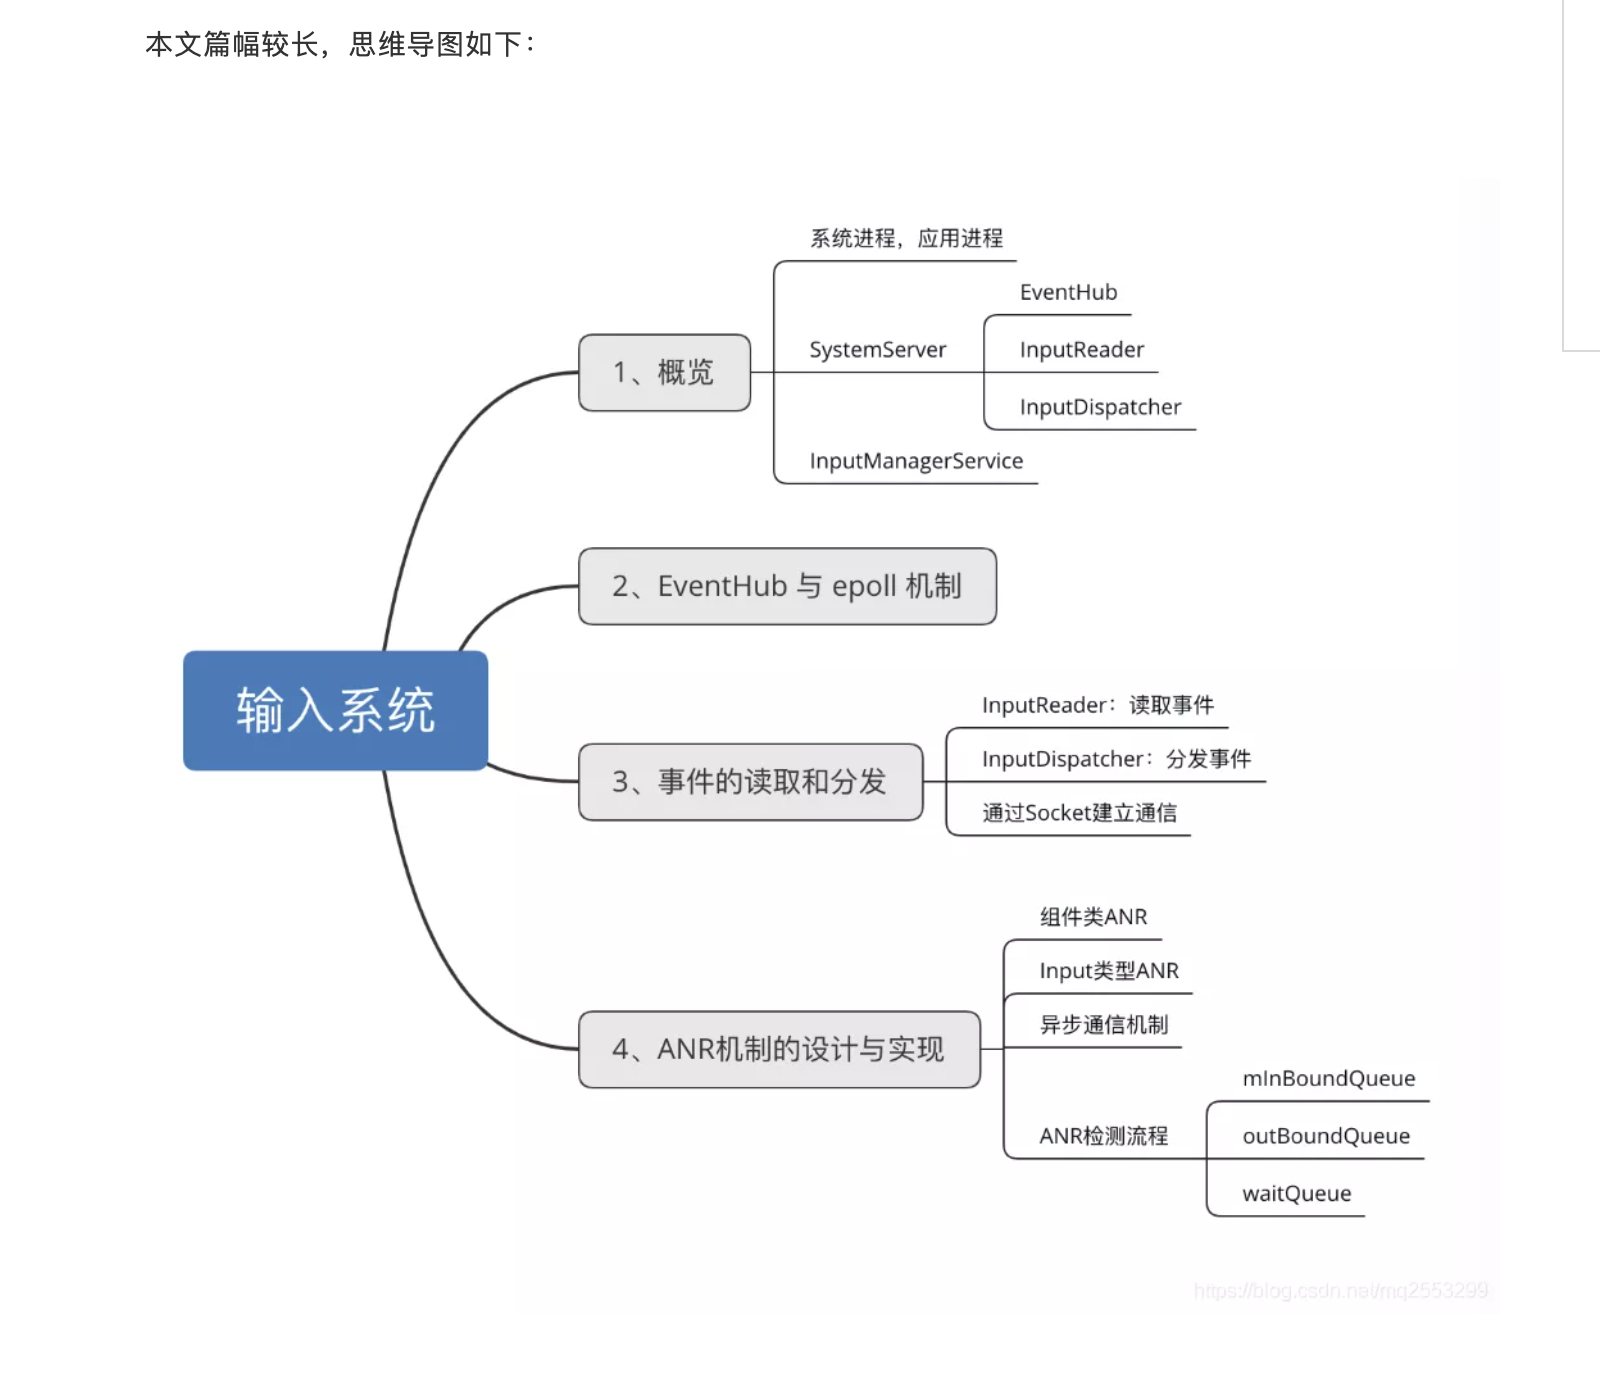 本文篇幅较长，思维导图如下：
系统进程，应用进程
EventHub
SystemServer
InputReader
1、概览
InputDispatcher
InputManagerService
2、EventHub 与 epoll 机制
输入系统
InputReader：读取事件
InputDispatcher：分发事件
3、事件的读取和分发
通过Socket建立通信
组件类ANR
Input类型ANR
异步通信机制
4、ANR机制的设计与实现
mInBoundQueue
ANR检测流程
outBoundQueue
waitQueue
https://blog.csdn.net/mq2553299